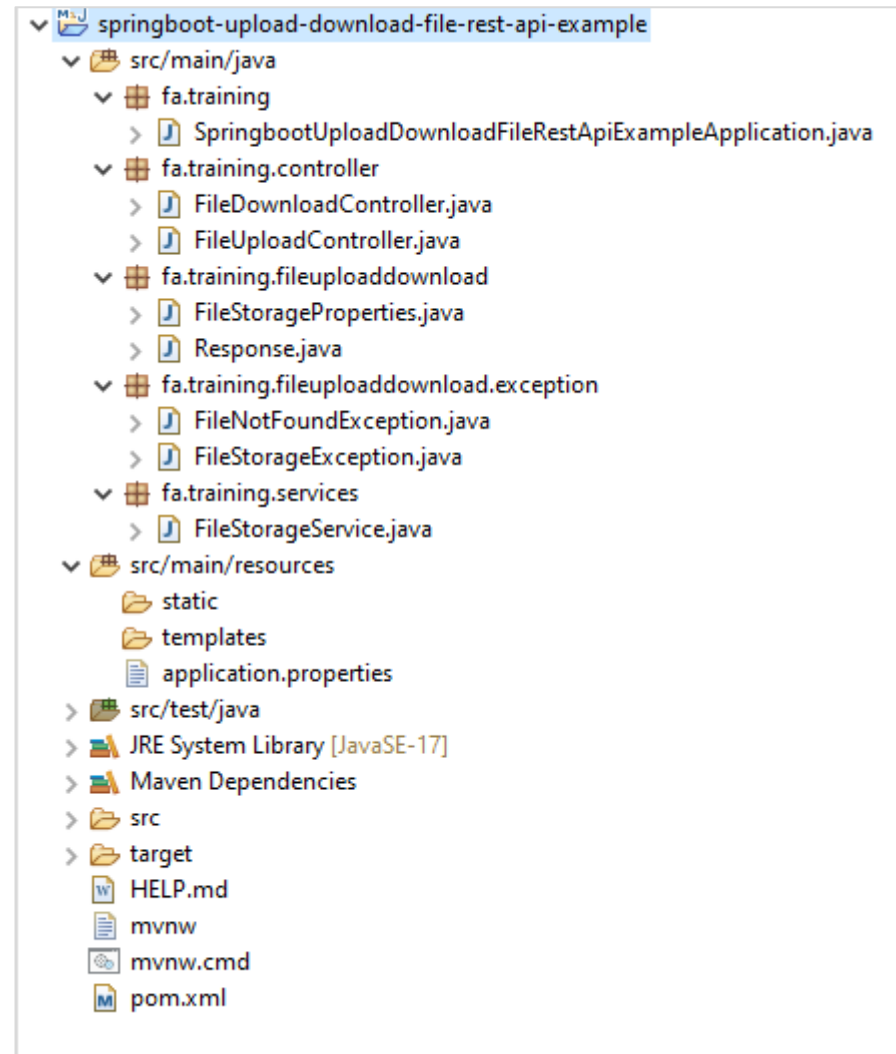 springboot-upload-download-file-rest-api-example
src/main/java
fa.training
SpringbootUploadDownloadFileRestApiExampleApplication.java
fa.training.controller
FileDownloadController.java
FileUploadController.java
fa.training.fileuploaddownload
FileStorageProperties.java
Response.java
fa.training.fileuploaddownload.exception
FileNotFoundException.java
FileStorageException.java
fa.training.services
FileStorageService.java
src/main/resources
static
templates
application.properties
src/test/java
JRE System Library [JavaSE-17]
Maven Dependencies
src
target
HELP.md
mvnw
mvnw.cmd
pom.xml